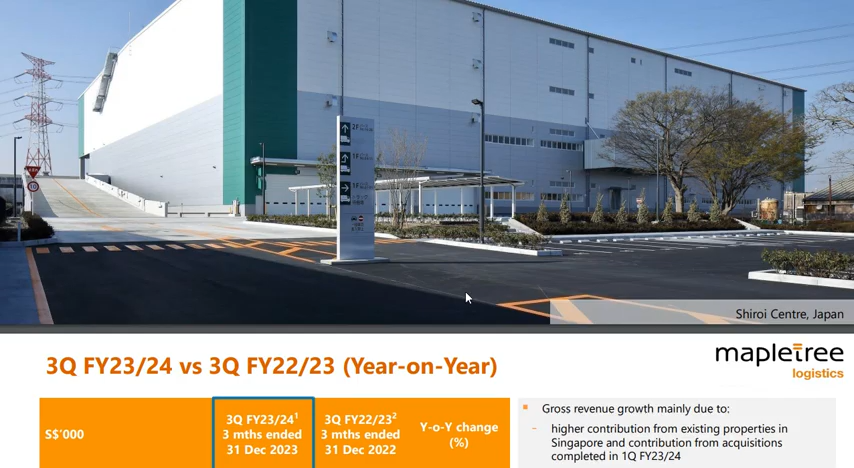 2F
1F
1F
Shiroi Centre, Japan
3Q FY23/24 vs 3Q FY22/23 (Year-on-Year)
mapletree
logistics
S$'000
3Q FY23/24¹
3 mths ended
31 Dec 2023
3Q FY22/23²
3 mths ended
31 Dec 2022
Y-o-Y change
(%)
Gross revenue growth mainly due to:
- higher contribution from existing properties in
Singapore and contribution from acquisitions
completed in 1Q FY23/24